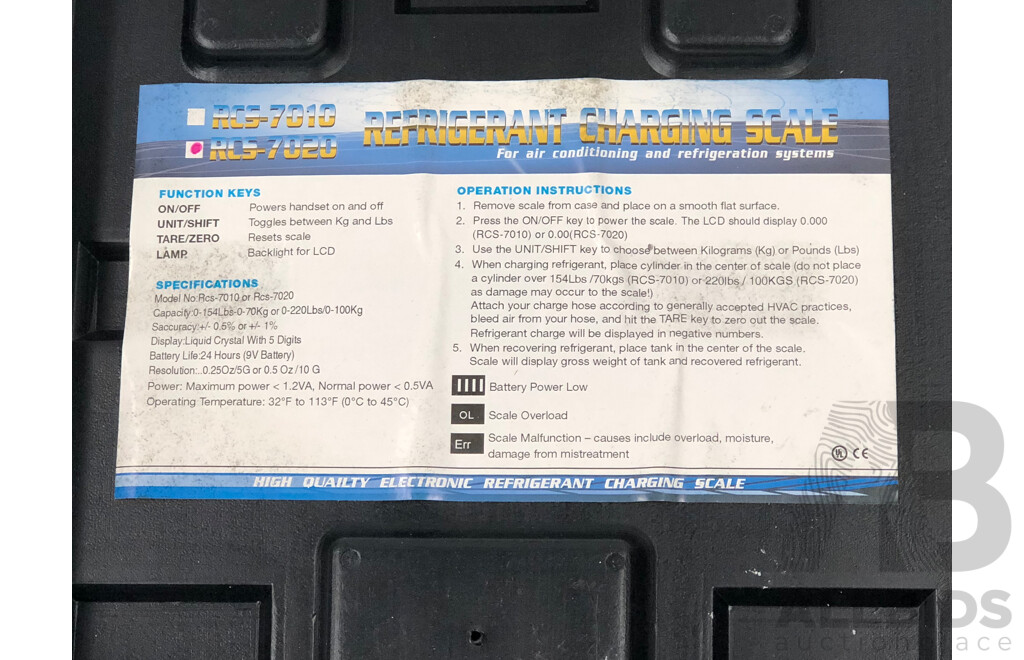 RCS-7010
RCS-7020
REFRIGERANT CHARGING SCALE
For air conditioning and refrigeration systems
FUNCTION KEYS
ON/OFF Powers handset on and off
UNIT/SHIFT Toggles between Kg and Lbs
TARE/ZERO Resets scale
LAMP Backlight for LCD
SPECIFICATIONS
Model No:Rcs-7010 or Rcs-7020
Capacity:0-154Lbs-0-70Kg or 0-220Lbs/0-100Kg
Saccuracy:+/- 0.5% or +/- 1%
Display:Liquid Crystal With 5 Digits
Battery Life:24 Hours (9V Battery)
Resolution:..0.25Oz/5G or 0.5 Oz /10 G
Power: Maximum power < 1.2VA, Normal power < 0.5VA
Operating Temperature: 32°F to 113°F (0°C to 45°C)
OPERATION INSTRUCTIONS
1. Remove scale from case and place on a smooth flat surface.
2. Press the ON/OFF key to power the scale. The LCD should display 0.000
(RCS-7010) or 0.00(RCS-7020)
3. Use the UNIT/SHIFT key to choose between Kilograms (Kg) or Pounds (Lbs)
4. When charging refrigerant, place cylinder in the center of scale (do not place
a cylinder over 154Lbs /70kgs (RCS-7010) or 220lbs / 100KGS (RCS-7020)
as damage may occur to the scale!)
Attach your charge hose according to generally accepted HVAC practices,
bleed air from your hose, and hit the TARE key to zero out the scale.
Refrigerant charge will be displayed in negative numbers.
5. When recovering refrigerant, place tank in the center of the scale.
Scale will display gross weight of tank and recovered refrigerant.
Battery Power Low
OL Scale Overload
Err Scale Malfunction – causes include overload, moisture,
damage from mistreatment
UL CE
HIGH QUAILTY ELECTRONIC REFRIGERANT CHARGING SCALE
B
ALLBIDS